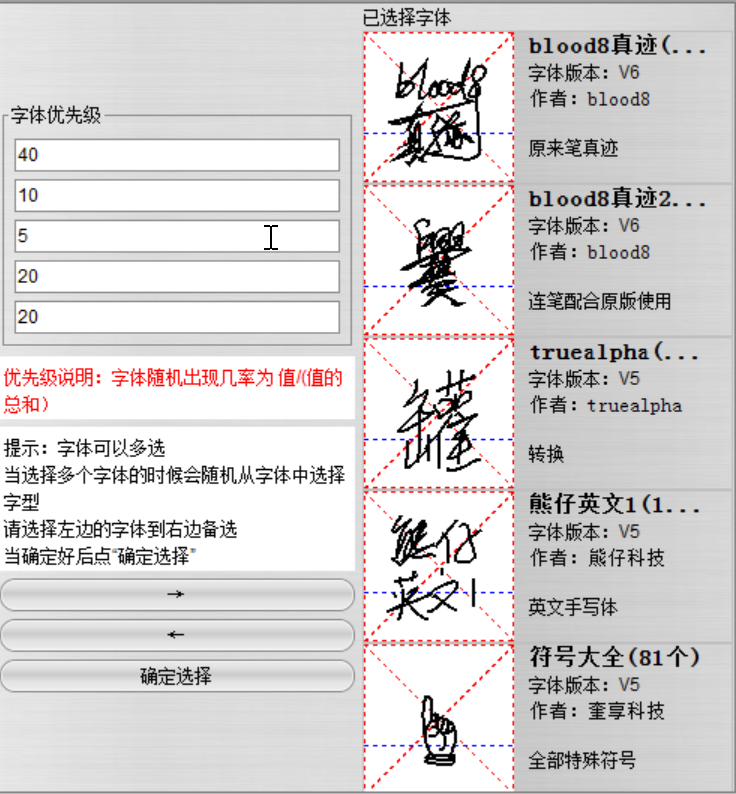 字体优先级
40
10
5
20
20
优先级说明：字体随机出现几率为 值/(值的
总和）
提示：字体可以多选
当选择多个字体的时候会随机从字体中选择
字型
请选择左边的字体到右边备选
当确定好后点“确定选择”
→
←
确定选择
已选择字体
blood8
真迹
blood8真迹(...
字体版本：V6
作者：blood8
原来笔真迹
blood8真迹2...
字体版本：V6
作者：blood8
连笔配合原版使用
罐
truealpha(...
字体版本：V5
作者：truealpha
转换
熊仔
英文1
熊仔英文1(1...
字体版本：V5
作者：熊仔科技
英文手写体
符号大全(81个)
字体版本：V5
作者：奎享科技
全部特殊符号